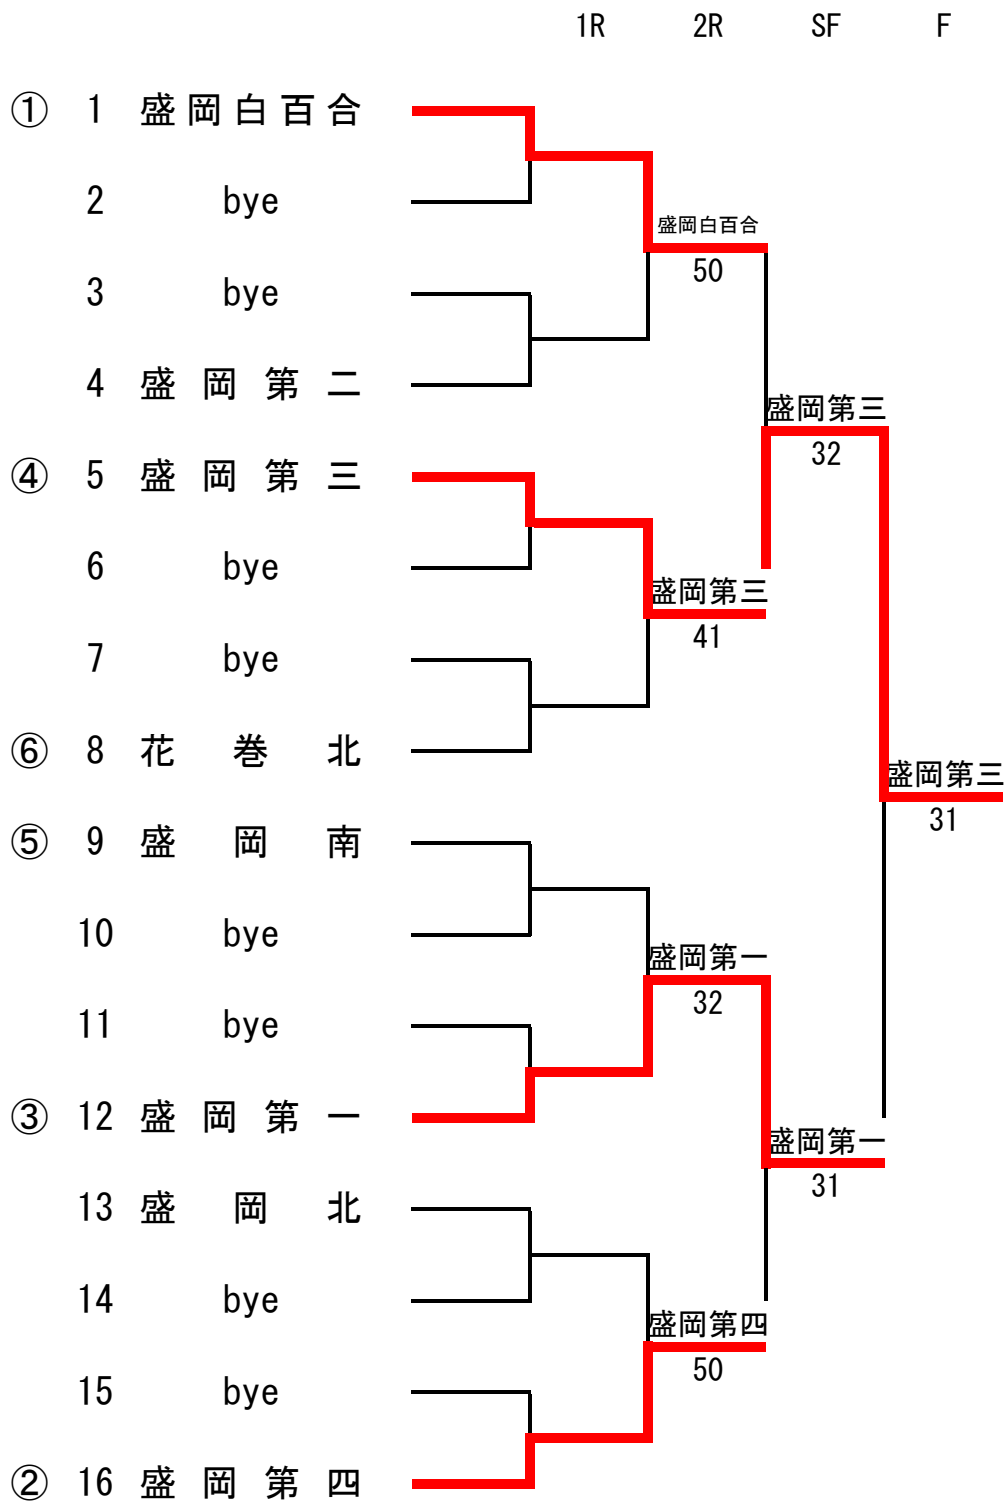 1R 2R SF F
① 1 盛岡白百合
2 bye
盛岡白百合
50
3 bye
4 盛岡第二
盛岡第三
32
④ 5 盛岡第三
6 bye
盛岡第三
41
7 bye
⑥ 8 花巻北
盛岡第三
31
⑤ 9 盛岡南
10 bye
盛岡第一
32
11 bye
③ 12 盛岡第一
盛岡第一
31
13 盛岡北
14 bye
盛岡第四
50
15 bye
② 16 盛岡第四